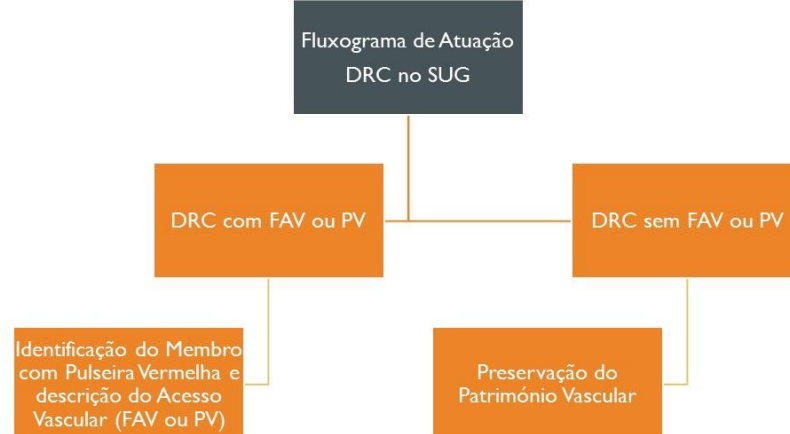 Fluxograma de Atuação
DRC no SUG
DRC com FAV ou PV
DRC sem FAV ou PV
Identificação do Membro
com Pulseira Vermelha e
descrição do Acesso
Vascular (FAV ou PV)
Preservação do
Património Vascular